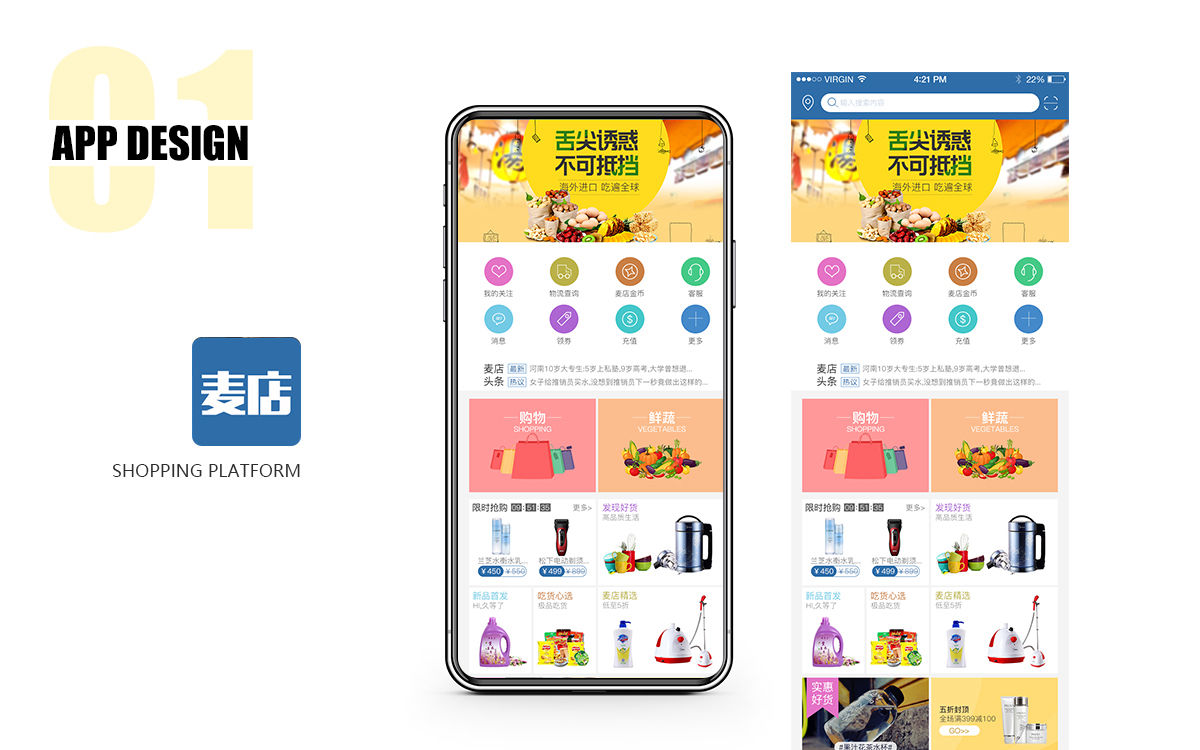 01
APP DESIGN
麦店
SHOPPING PLATFORM
舌尖诱惑
不可抵挡
海外进口 吃遍全球
我的关注 物流查询 麦店金币 客服
消息 领券 充值 更多
麦店 最新 河南10岁大专生:5岁上私塾,9岁高考,大学曾想退...
头条 热议 女子给推销员买水,没想到推销员下一秒竟做出这样的...
购物 鲜蔬
SHOPPING VEGETABLES
限时抢购 09:51:35 更多> 发现好货
高品质生活
兰芝水衡水乳... 松下电动剃须...
¥450 ¥550 ¥499 ¥899
新品首发 吃货心选 麦店精选
Hi,久等了 极品吃货 低至5折
VIRGIN 4:21 PM 22%
输入搜索内容
舌尖诱惑
不可抵挡
海外进口 吃遍全球
我的关注 物流查询 麦店金币 客服
消息 领券 充值 更多
麦店 最新 河南10岁大专生:5岁上私塾,9岁高考,大学曾想退...
头条 热议 女子给推销员买水,没想到推销员下一秒竟做出这样的...
购物 鲜蔬
SHOPPING VEGETABLES
限时抢购 09:51:35 更多> 发现好货
高品质生活
兰芝水衡水乳... 松下电动剃须...
¥450 ¥550 ¥499 ¥899
新品首发 吃货心选 麦店精选
Hi,久等了 极品吃货 低至5折
实惠
好货
五折封顶
全场满399减100
GO>>
#果汁花茶水杯#